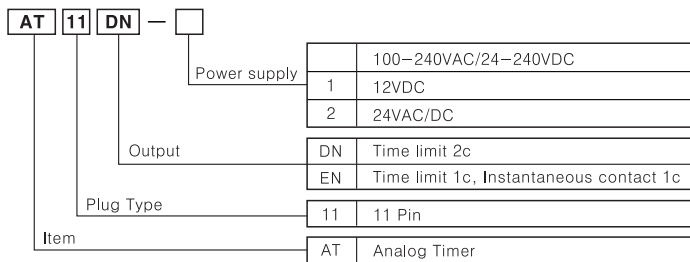 AT 11 DN —
100-240VAC/24-240VDC
Power supply
1 12VDC
2 24VAC/DC
Output
DN Time limit 2c
EN Time limit 1c, Instantaneous contact 1c
Plug Type
11 11 Pin
Item
AT Analog Timer